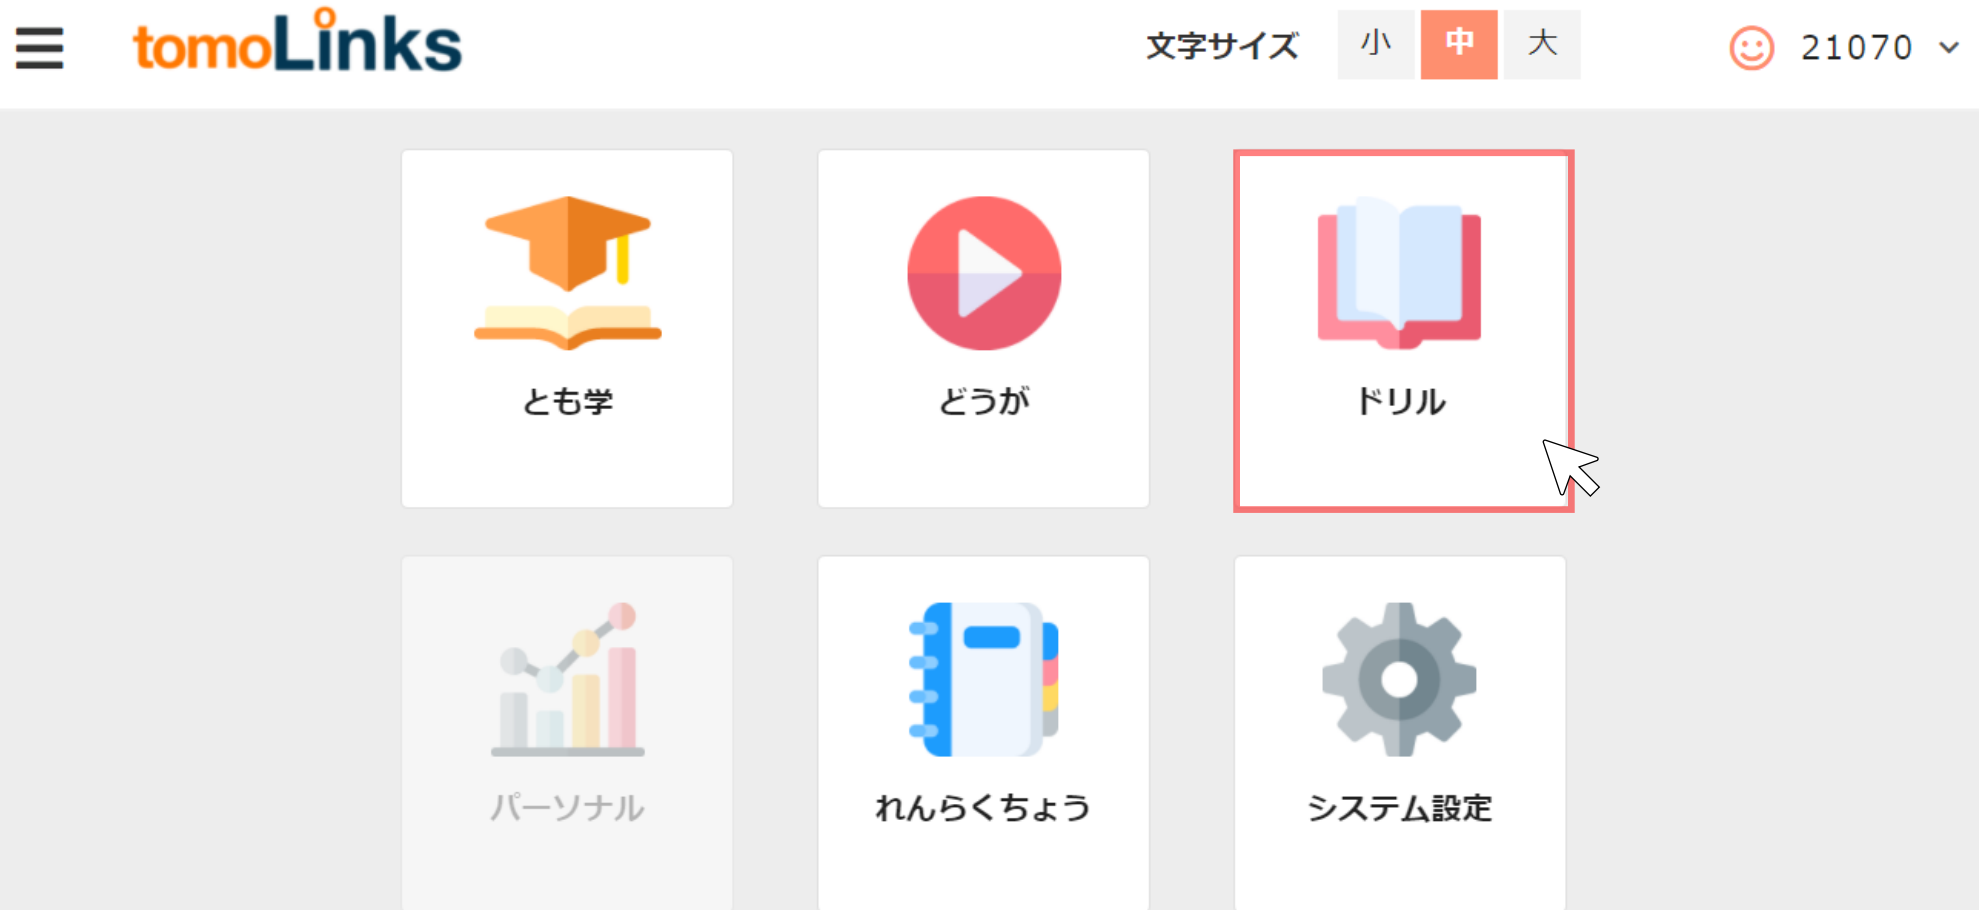 tomoLinks
文字サイズ 小 中 大
21070
とも学
どうが
ドリル
パーソナル
れんらくちょう
システム設定